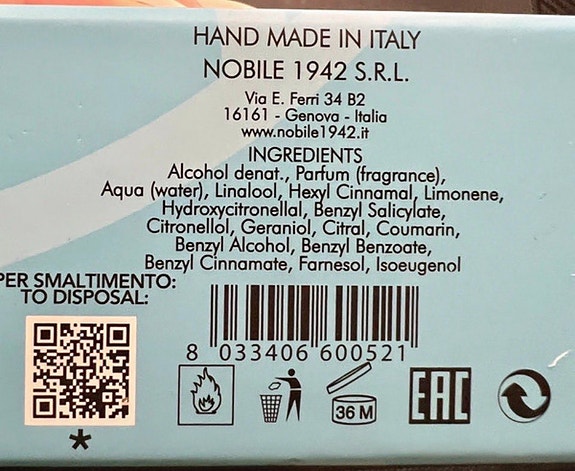 HAND MADE IN ITALY
NOBILE 1942 S.R.L.
Via E. Ferri 34 B2
16161 - Genova - Italia
www.nobile1942.it
INGREDIENTS
Alcohol denat., Parfum (fragrance),
Aqua (water), Linalool, Hexyl Cinnamal, Limonene,
Hydroxycitronellal, Benzyl Salicylate,
Citronellol, Geraniol, Citral, Coumarin,
Benzyl Alcohol, Benzyl Benzoate,
Benzyl Cinnamate, Farnesol, Isoeugenol
PER SMALTIMENTO:
TO DISPOSAL:
8 033406 600521
36 M
EAC
*